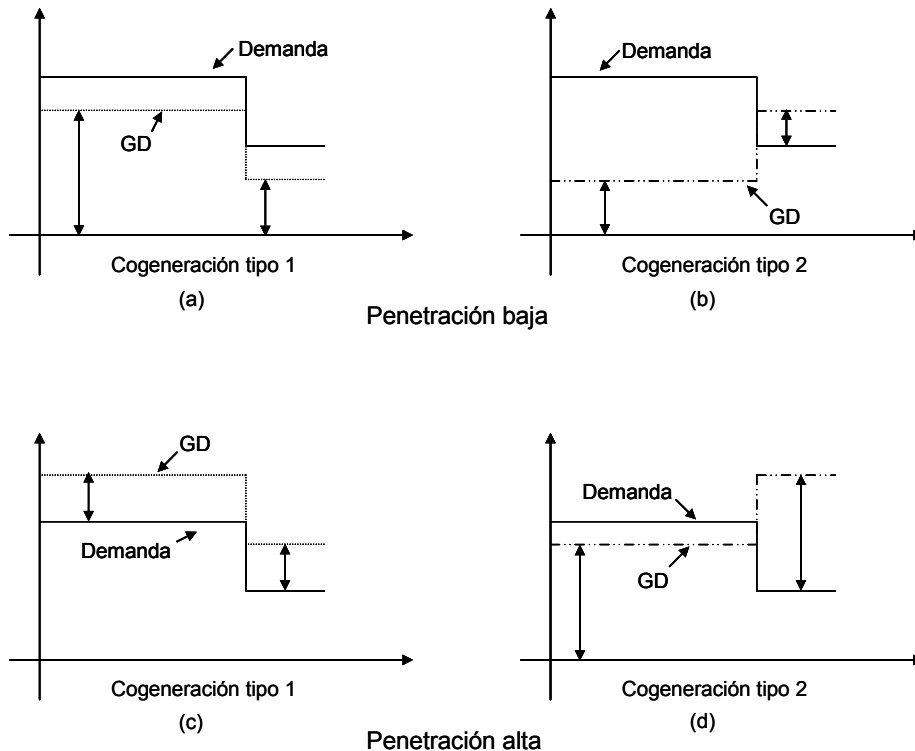 Demanda
GD
Cogeneración tipo 1
(a)
Demanda
GD
Cogeneración tipo 2
(b)
Penetración baja
GD
Demanda
Cogeneración tipo 1
(c)
Demanda
GD
Cogeneración tipo 2
(d)
Penetración alta